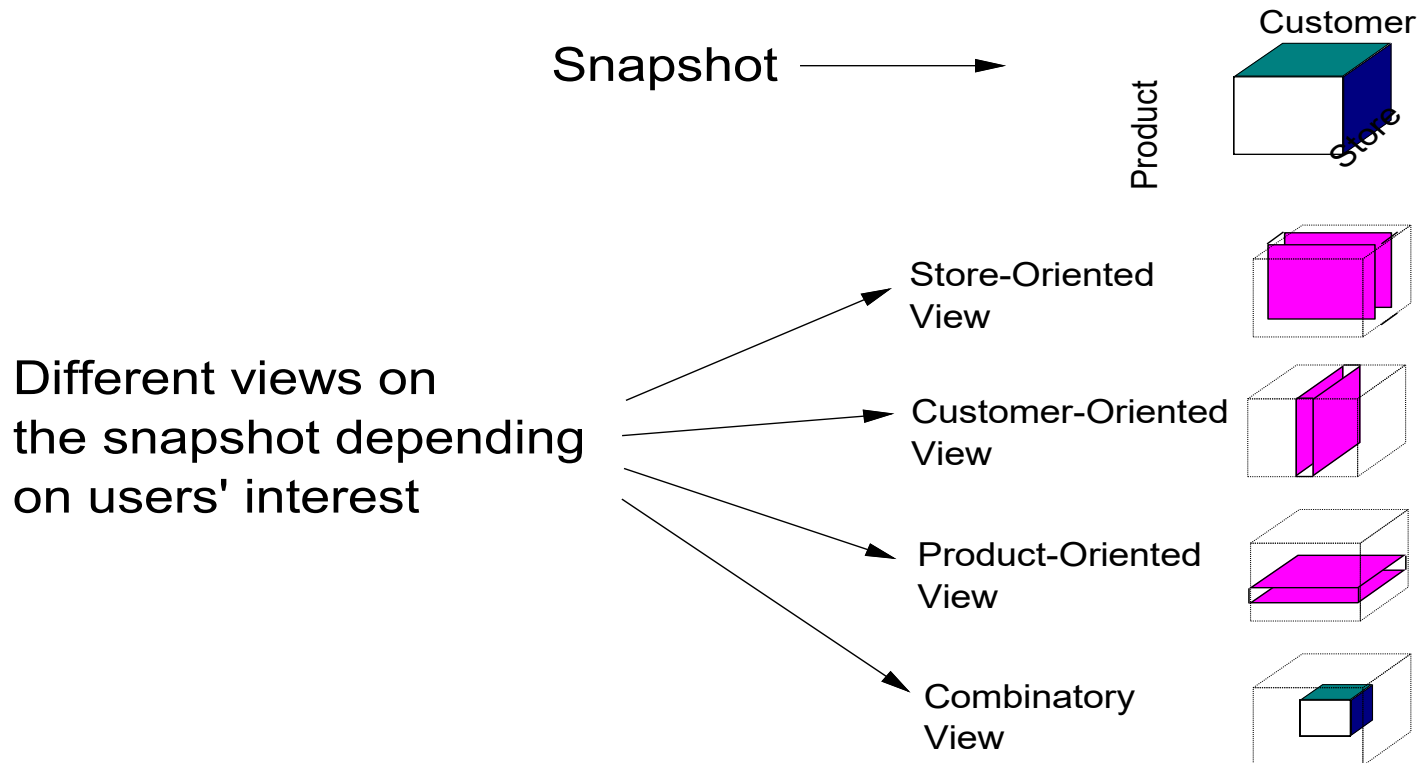 Customer
Snapshot
Product
Store
Store-Oriented
View
Different views on
the snapshot depending
on users' interest
Customer-Oriented
View
Product-Oriented
View
Combinatory
View